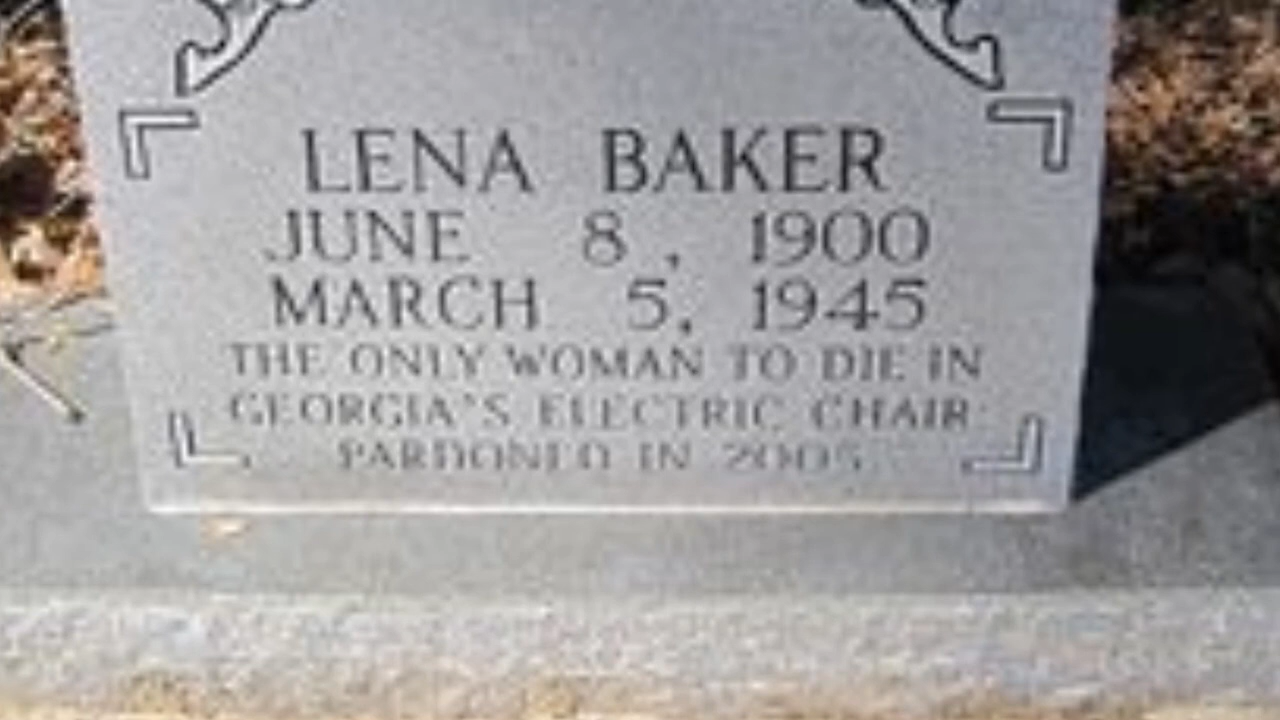 LENA BAKER
JUNE 8, 1900
MARCH 5, 1945
THE ONLY WOMAN TO DIE IN
GEORGIA'S ELECTRIC CHAIR
PARDONED IN 2005